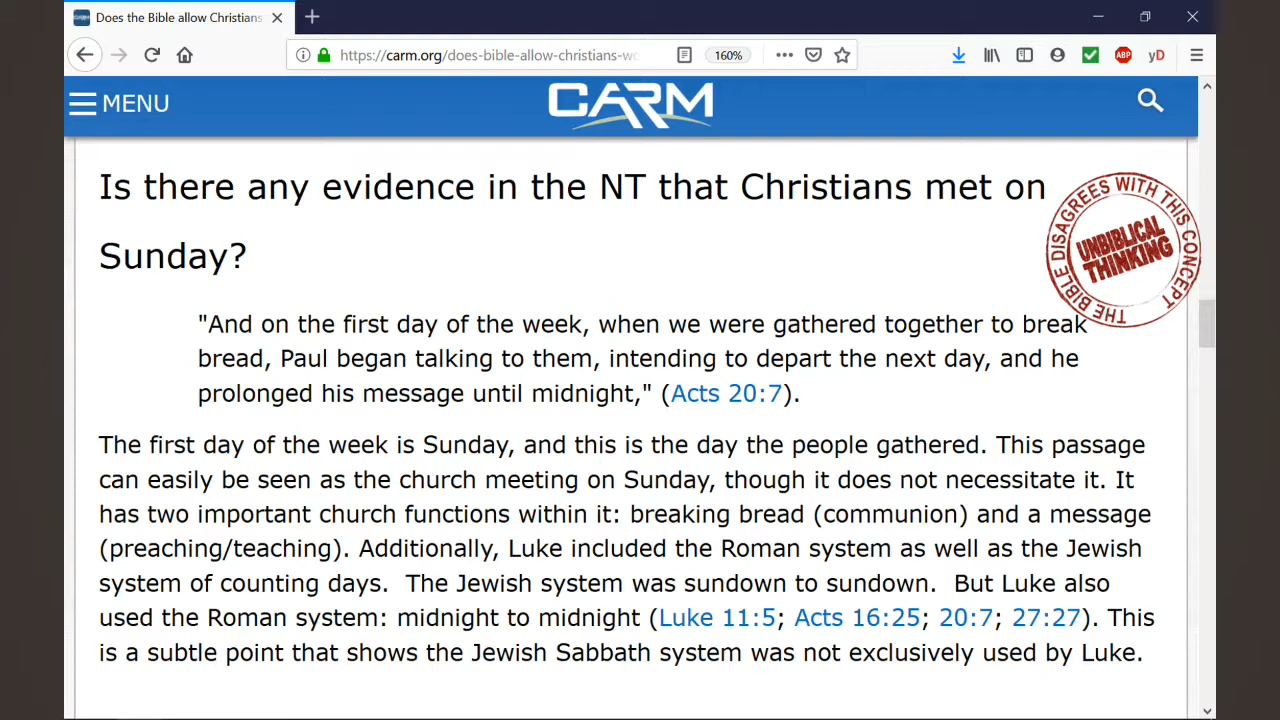 Does the Bible allow Christians
https://carm.org/does-bible-allow-christians-wo
160%
ABP
yD
MENU
CARM
Is there any evidence in the NT that Christians met on
Sunday?
THE BIBLE DISAGREES WITH THIS CONCEPT
UNBIBLICAL
THINKING
"And on the first day of the week, when we were gathered together to break
bread, Paul began talking to them, intending to depart the next day, and he
prolonged his message until midnight," (Acts 20:7).
The first day of the week is Sunday, and this is the day the people gathered. This passage
can easily be seen as the church meeting on Sunday, though it does not necessitate it. It
has two important church functions within it: breaking bread (communion) and a message
(preaching/teaching). Additionally, Luke included the Roman system as well as the Jewish
system of counting days.  The Jewish system was sundown to sundown.  But Luke also
used the Roman system: midnight to midnight (Luke 11:5; Acts 16:25; 20:7; 27:27). This
is a subtle point that shows the Jewish Sabbath system was not exclusively used by Luke.